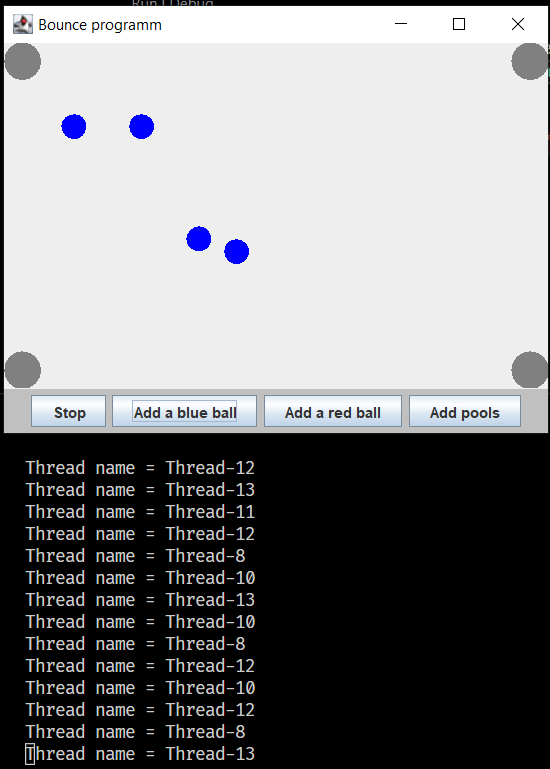 Run | Debug
Bounce programm
Stop Add a blue ball Add a red ball Add pools
Thread name = Thread-12
Thread name = Thread-13
Thread name = Thread-11
Thread name = Thread-12
Thread name = Thread-8
Thread name = Thread-10
Thread name = Thread-13
Thread name = Thread-10
Thread name = Thread-8
Thread name = Thread-12
Thread name = Thread-10
Thread name = Thread-12
Thread name = Thread-8
Thread name = Thread-13